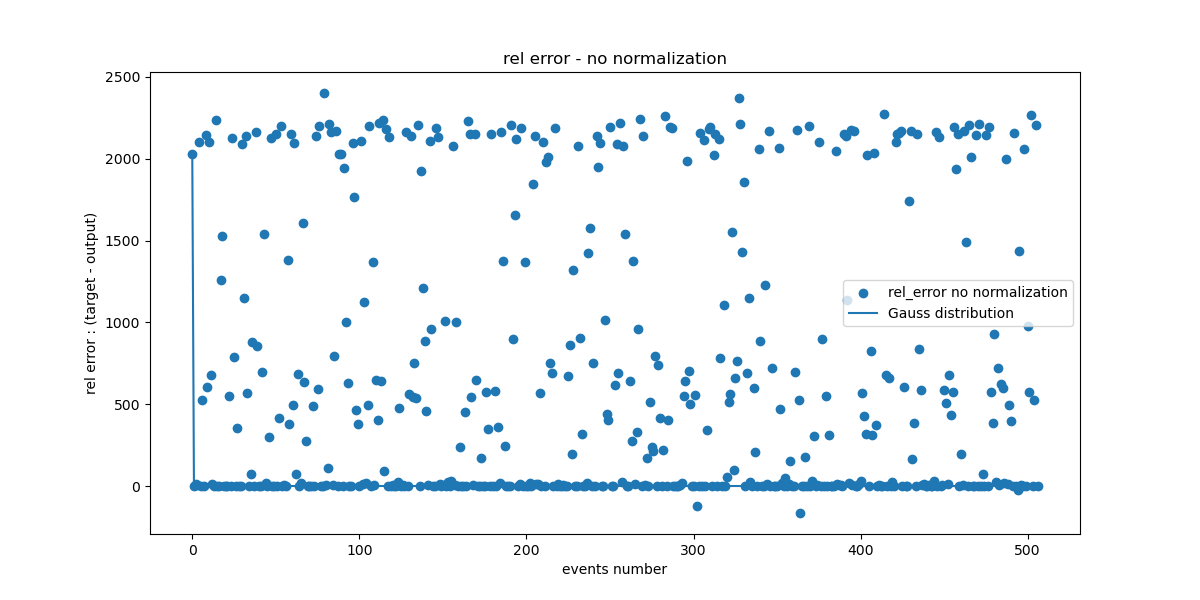 rel error - no normalization
2500
2000
1500
1000
500
0
rel error : (target - output)
rel_error no normalization
Gauss distribution
0 100 200 300 400 500
events number